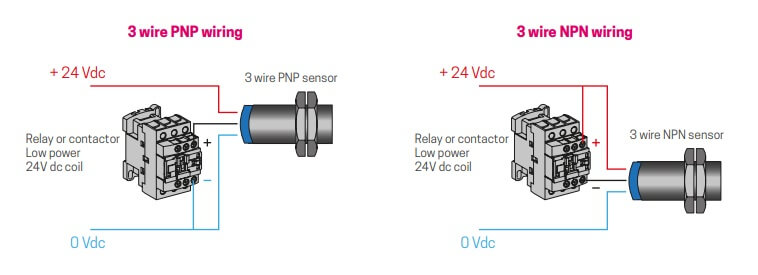 3 wire PNP wiring
+ 24 Vdc
3 wire PNP sensor
Relay or contactor
Low power
24V dc coil
+
–
0 Vdc
3 wire NPN wiring
+ 24 Vdc
Relay or contactor
Low power
24V dc coil
+
–
3 wire NPN sensor
0 Vdc